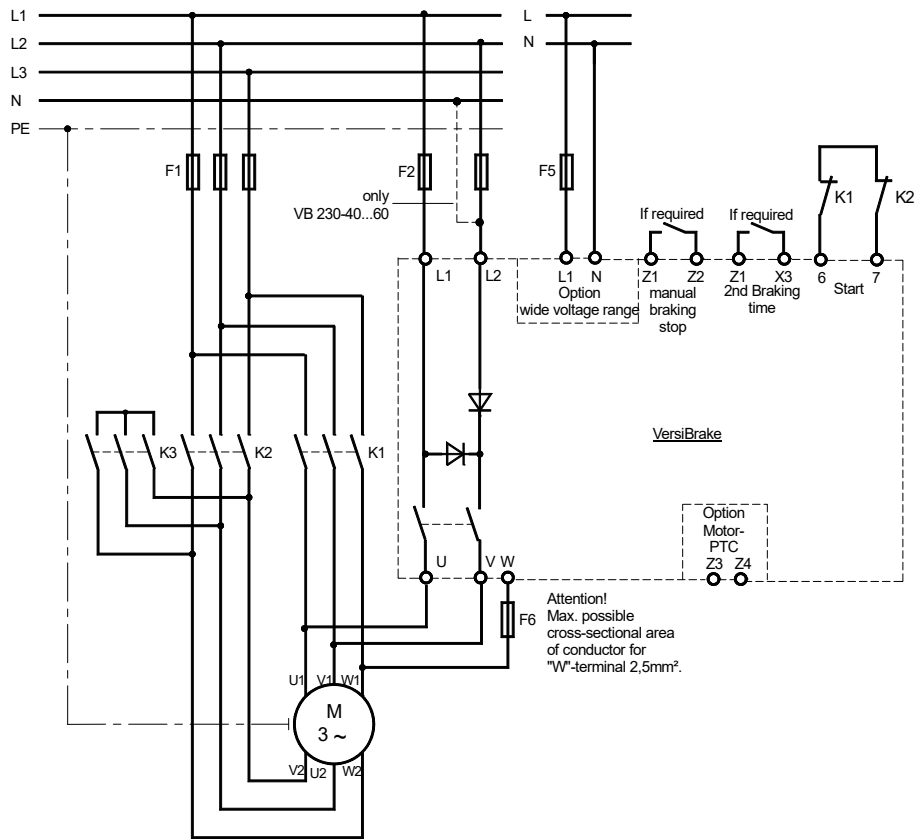 L1
L2
L3
N
PE
L
N
F1
F2
F5
only
VB 230-40...60
K1
K2
If required
If required
L1
L2
L1 N
Option
wide voltage range
Z1 Z2
manual
braking
stop
Z1 X3
2nd Braking
time
6 Start 7
K3
K2
K1
VersiBrake
Option
Motor-
PTC
Z3 Z4
U
V W
F6
Attention!
Max. possible
cross-sectional area
of conductor for
"W"-terminal 2,5mm².
U1 V1 W1
M
3 ~
V2 U2 W2